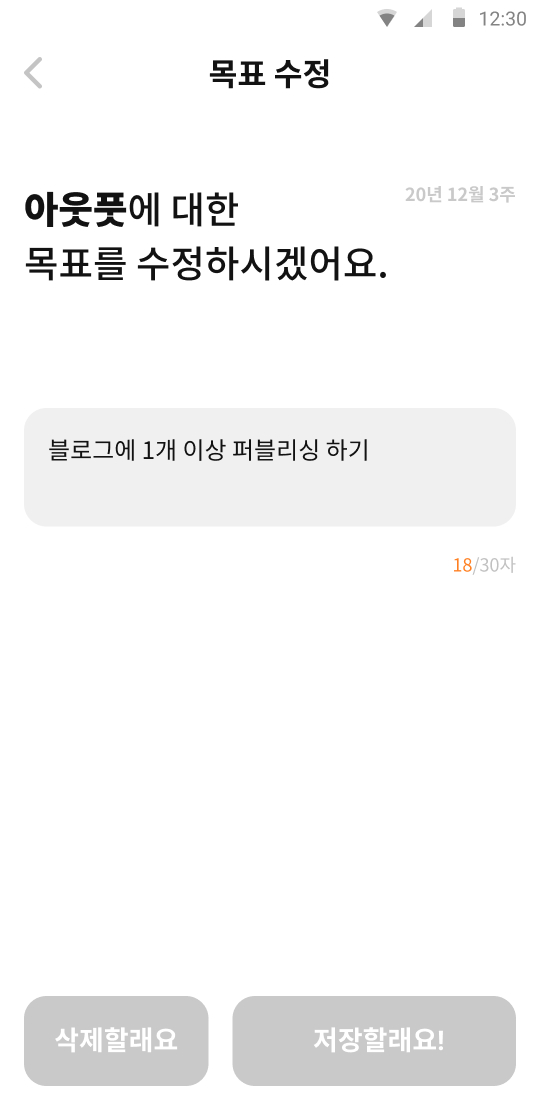 12:30
목표 수정
20년 12월 3주
아웃풋에 대한
목표를 수정하시겠어요.
블로그에 1개 이상 퍼블리싱 하기
18/30자
삭제할래요
저장할래요!